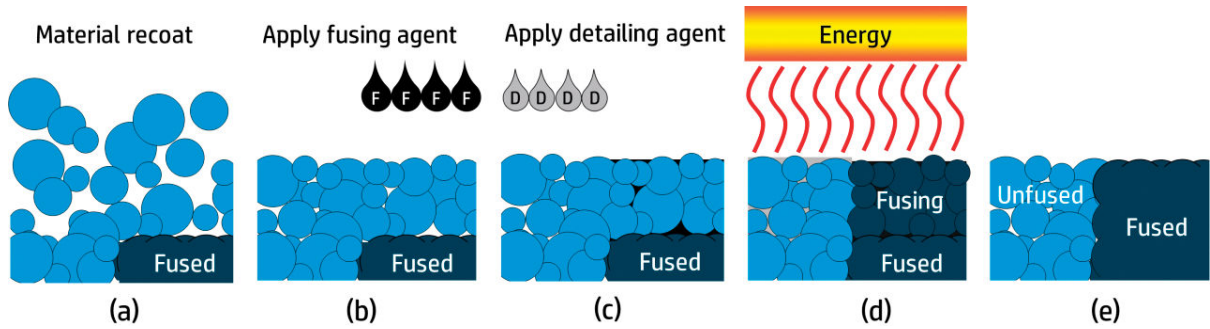 Material recoat
Apply fusing agent
Apply detailing agent
Energy
F F F F
D D D D
Fused
Fused
Fused
Fusing
Fused
Unfused
Fused
(a)
(b)
(c)
(d)
(e)